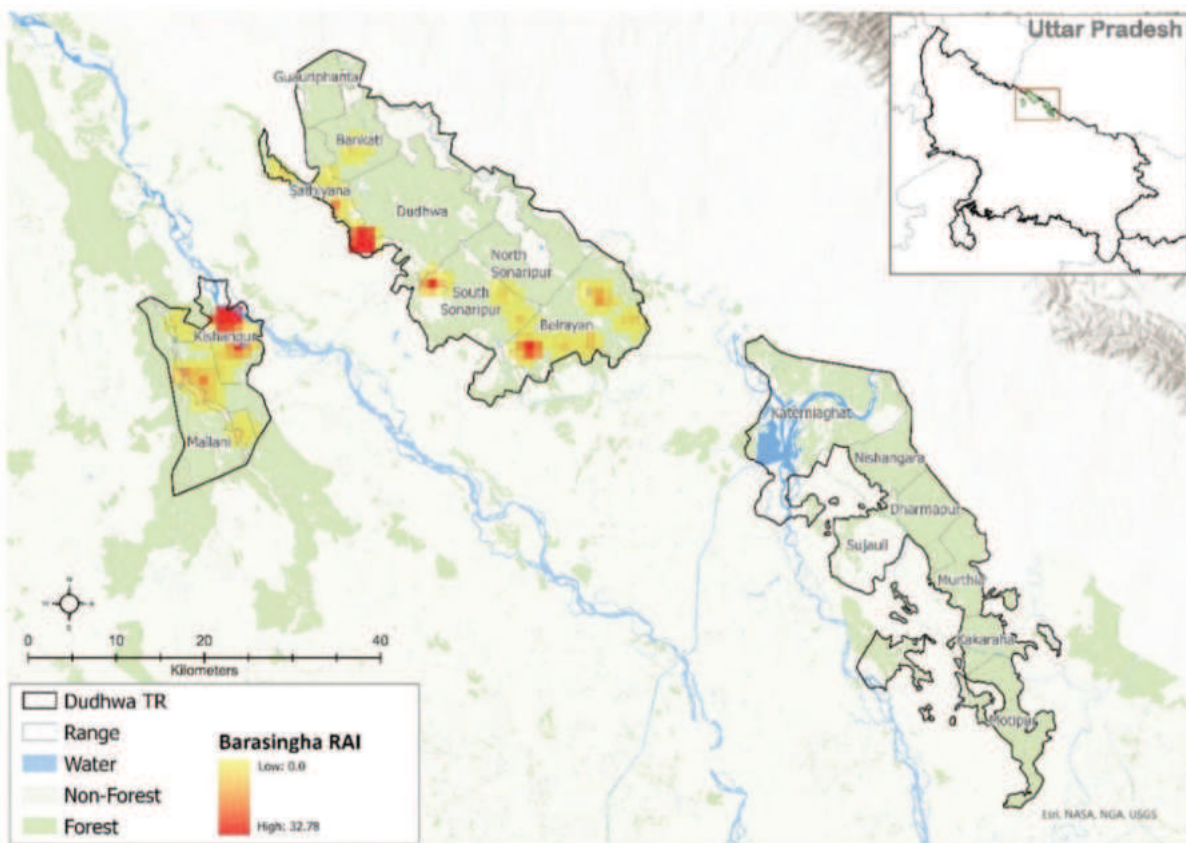 Uttar Pradesh
Gauriphanta
Bankati
Sathiyana
Dudhwa
North
Sonaripur
South
Sonaripur
Belrayan
Kishanpur
Mailani
Katerniaghat
Nishangara
Dharmapur
Sujauli
Murthia
Kakaraha
Motipur
N
W
E
S
0 10 20 40
Kilometers
Dudhwa TR
Range
Water
Non-Forest
Forest
Barasingha RAI
Low: 0.0
High: 32.78
Esri, NASA, NGA, USGS